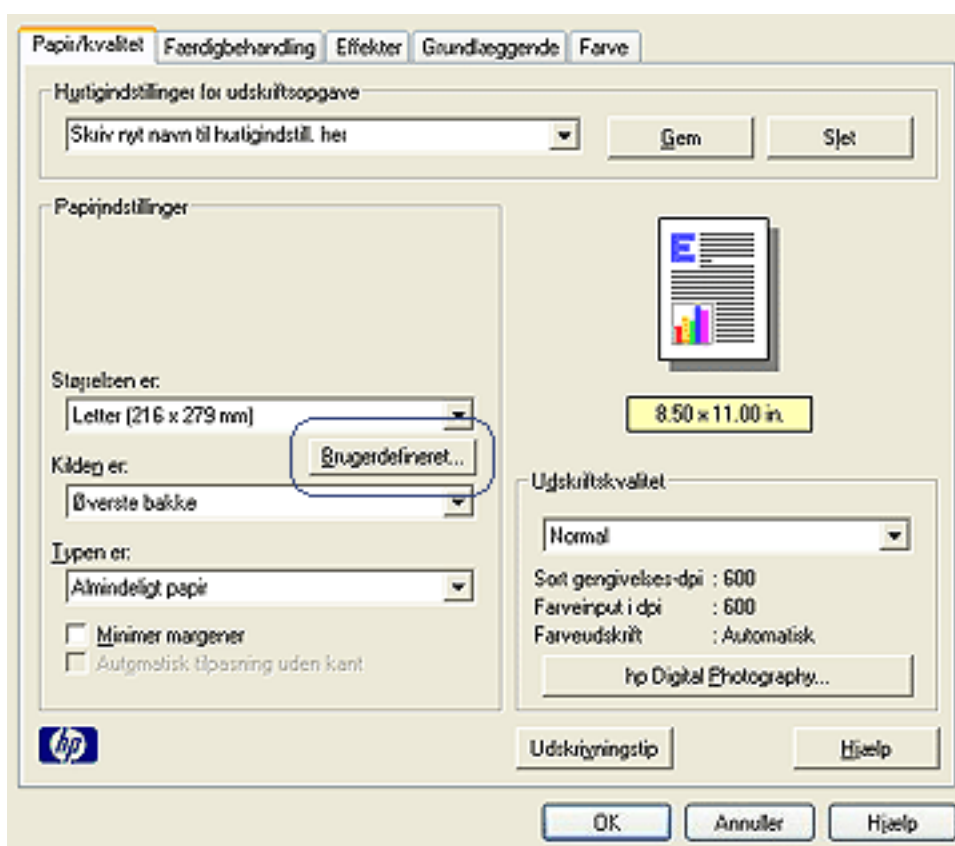 Papir/kvalitet Færdigbehandling Effekter Grundlæggende Farve
Hurtigindstillinger for udskriftsopgave
Skriv nyt navn til hurtigindstill. her Gem Slet
Papirindstillinger
E
Størrelsen er:
Letter (216 x 279 mm)
8.50 × 11.00 in.
Brugerdefineret...
Kilden er:
Øverste bakke
Udskriftskvalitet
Normal
Typen er:
Almindeligt papir
Sort gengivelses-dpi : 600
Farveinput i dpi : 600
Farveudskrift : Automatisk
Minimer margener
Automatisk tilpasning uden kant
hp Digital Photography...
hp
Udskrivningstip Hjælp
OK Annuller Hjælp